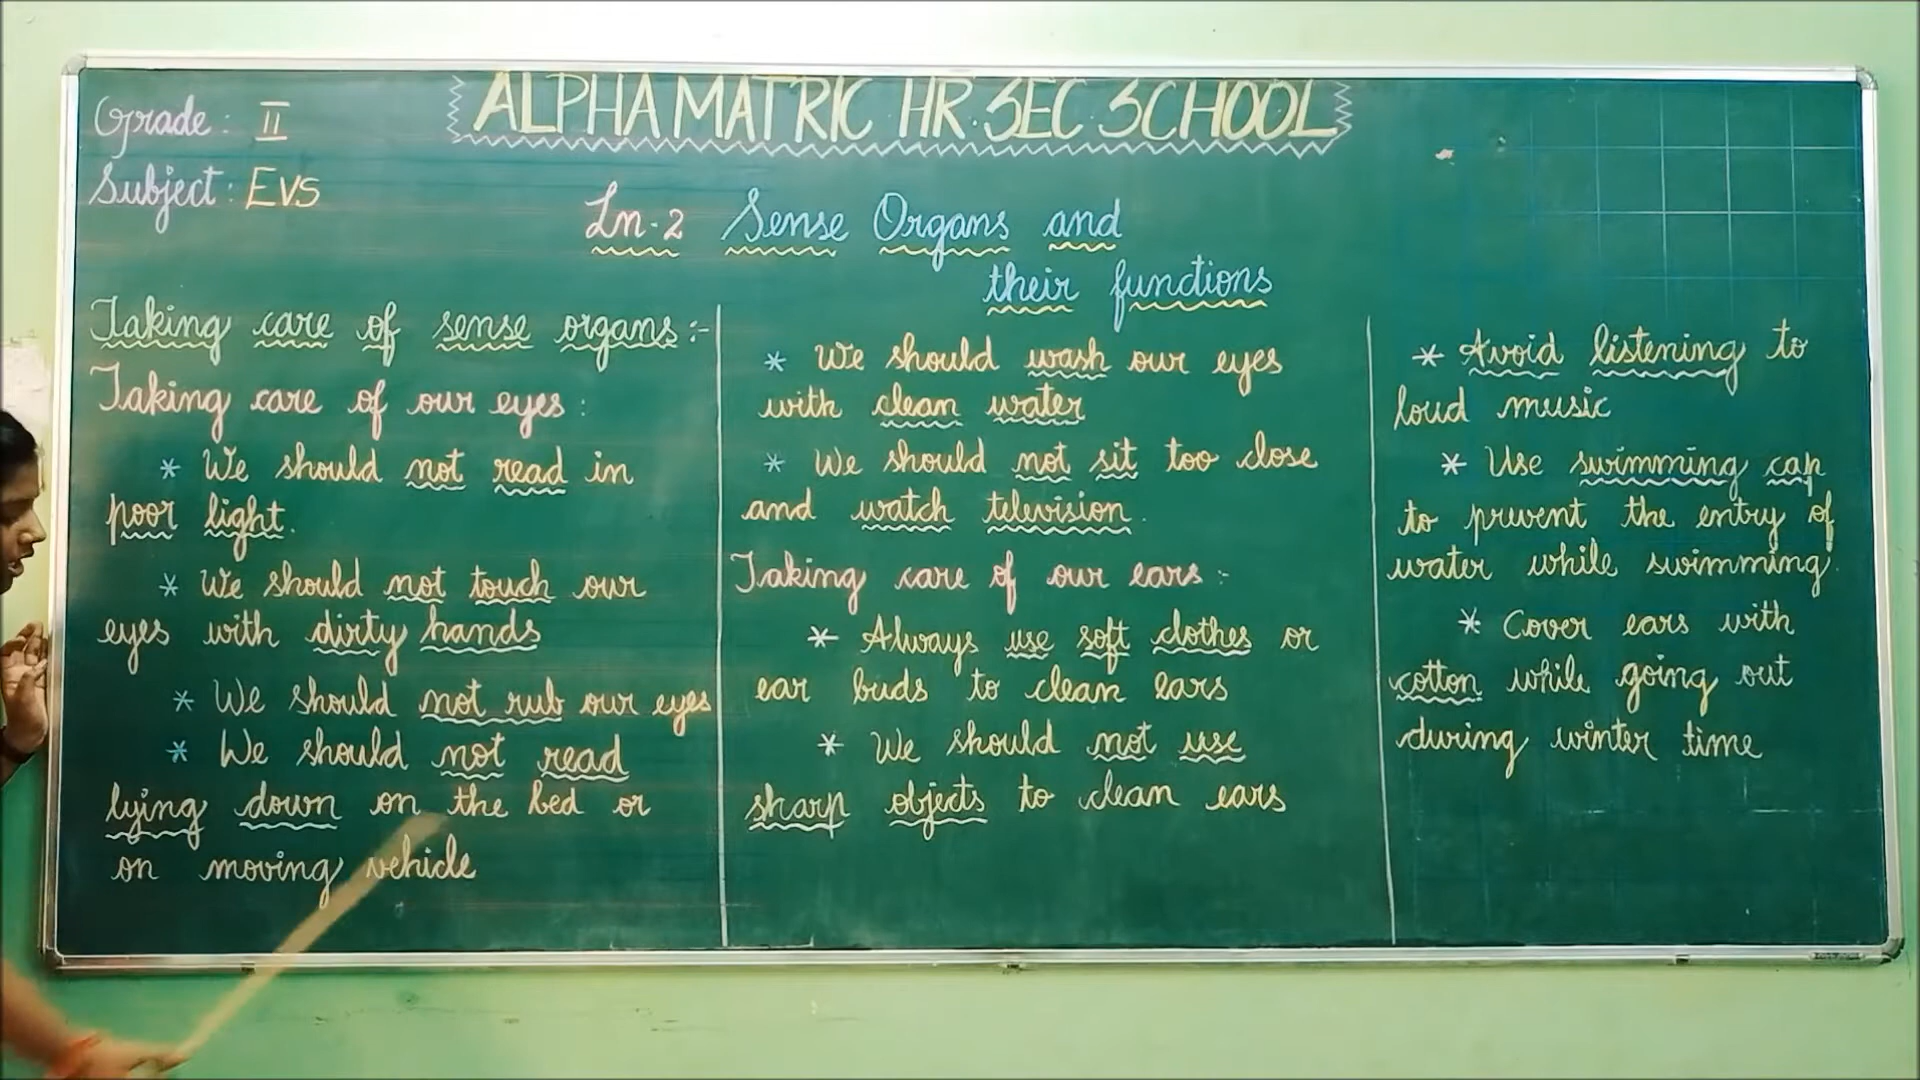 ALPHA MATRIC HR. SEC. SCHOOL
Grade: II
Subject: EVS
Ln-2 Sense Organs and
their functions
Taking care of sense organs:-
Taking care of our eyes:
* We should not read in
poor light.
* We should not touch our
eyes with dirty hands
* We should not rub our eyes
* We should not read
lying down on the bed or
on moving vehicle
* We should wash our eyes
with clean water
* We should not sit too close
and watch television.
Taking care of our ears:-
* Always use soft clothes or
ear buds to clean ears
* We should not use
sharp objects to clean ears
* Avoid listening to
loud music
* Use swimming cap
to prevent the entry of
water while swimming.
* Cover ears with
cotton while going out
during winter time